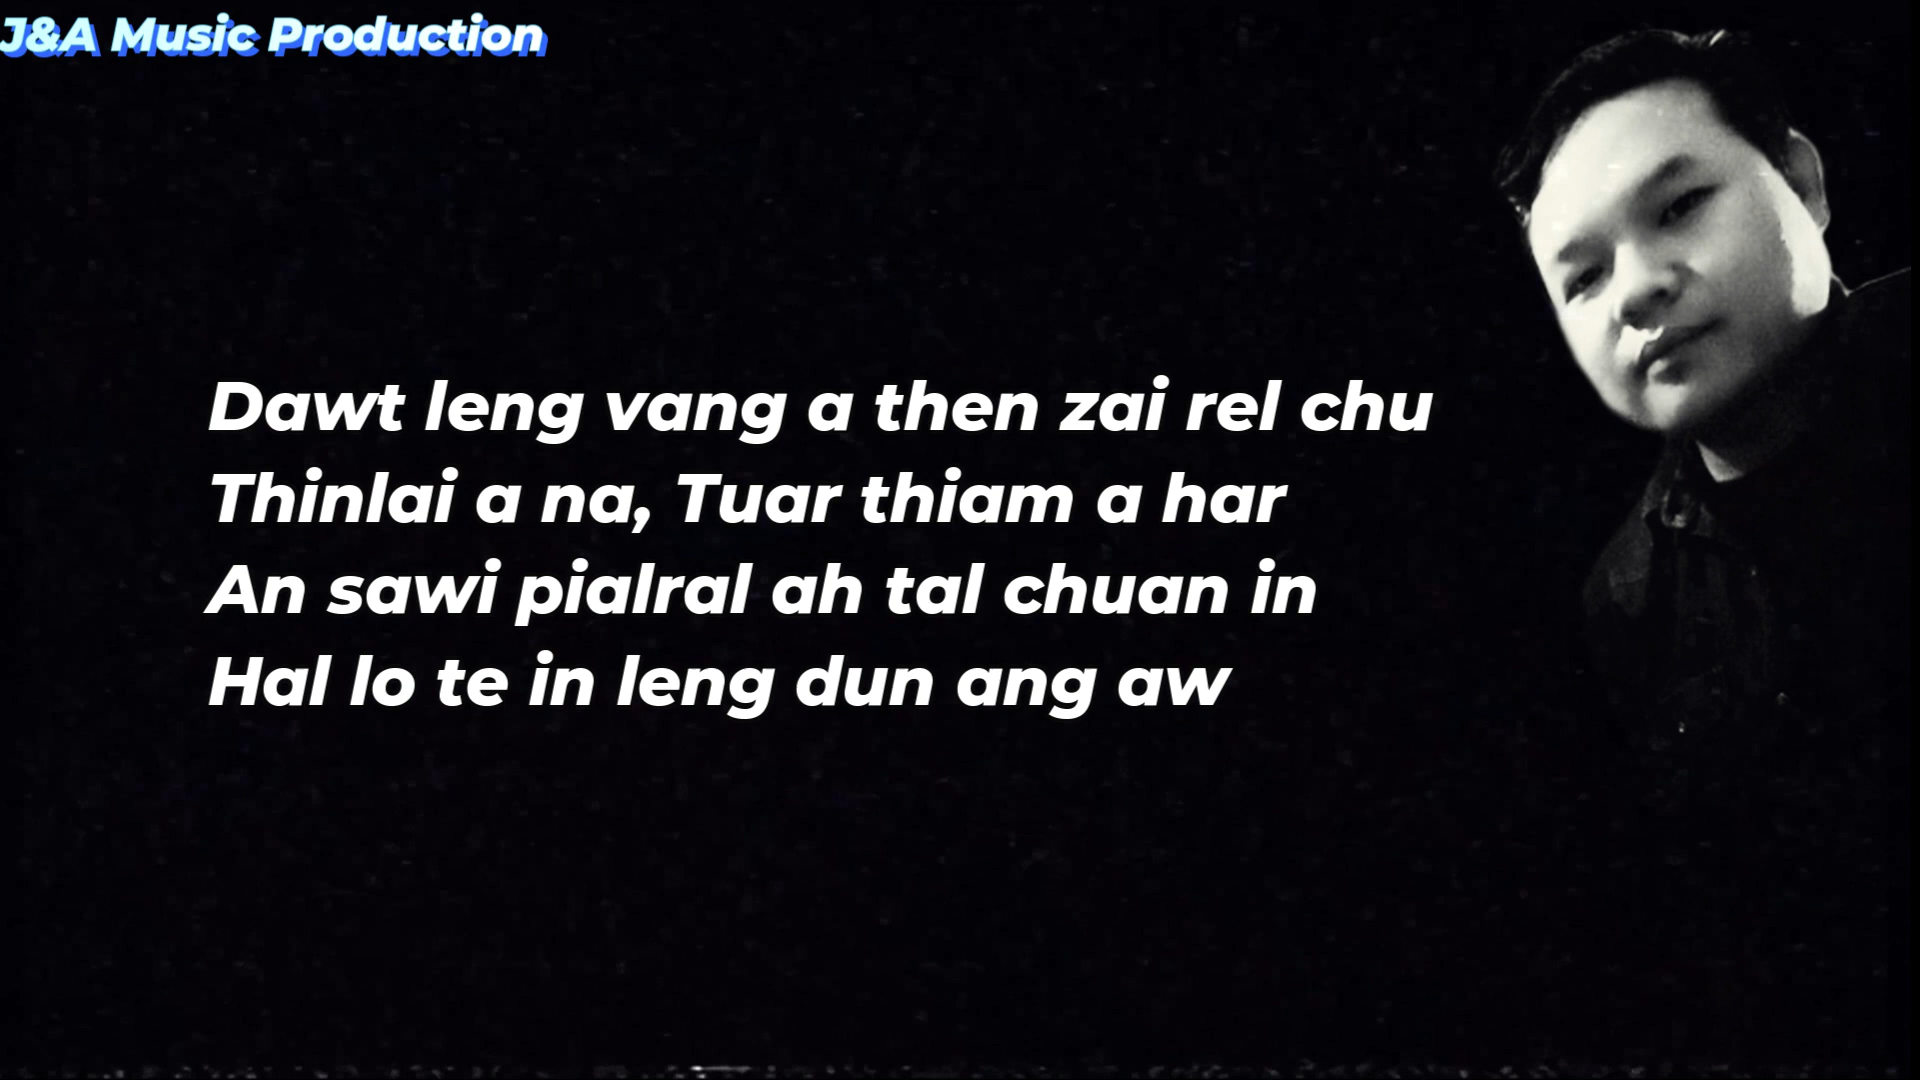 J&A Music Production
Dawt leng vang a then zai rel chu
Thinlai a na, Tuar thiam a har
An sawi pialral ah tal chuan in
Hal lo te in leng dun ang aw